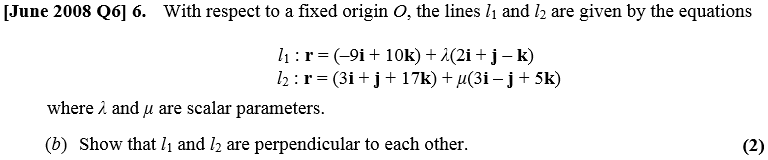 [June 2008 Q6] 6. With respect to a fixed origin O, the lines l₁ and l₂ are given by the equations
l₁ : r = (–9i + 10k) + λ(2i + j – k)
l₂ : r = (3i + j + 17k) + μ(3i – j + 5k)
where λ and μ are scalar parameters.
(b) Show that l₁ and l₂ are perpendicular to each other. (2)